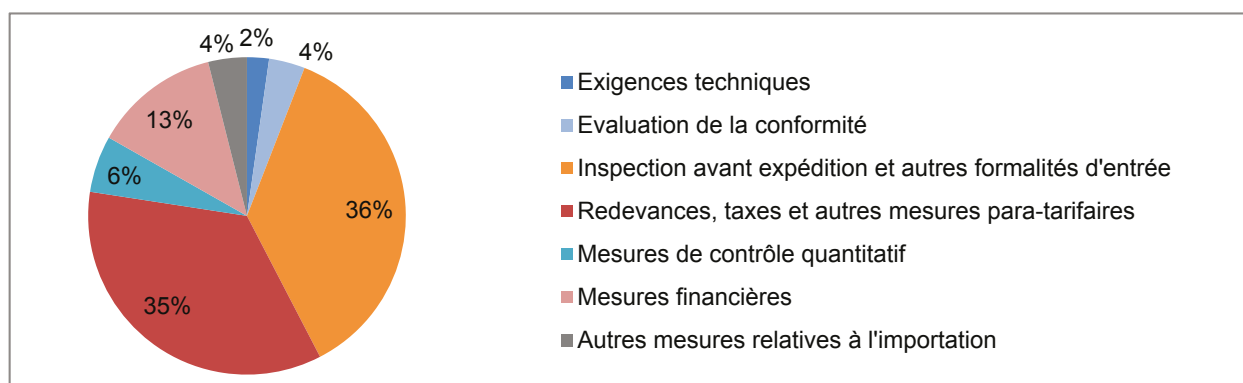 4%
2%
4%
13%
6%
36%
35%
Exigences techniques
Evaluation de la conformité
Inspection avant expédition et autres formalités d'entrée
Redevances, taxes et autres mesures para-tarifaires
Mesures de contrôle quantitatif
Mesures financières
Autres mesures relatives à l'importation